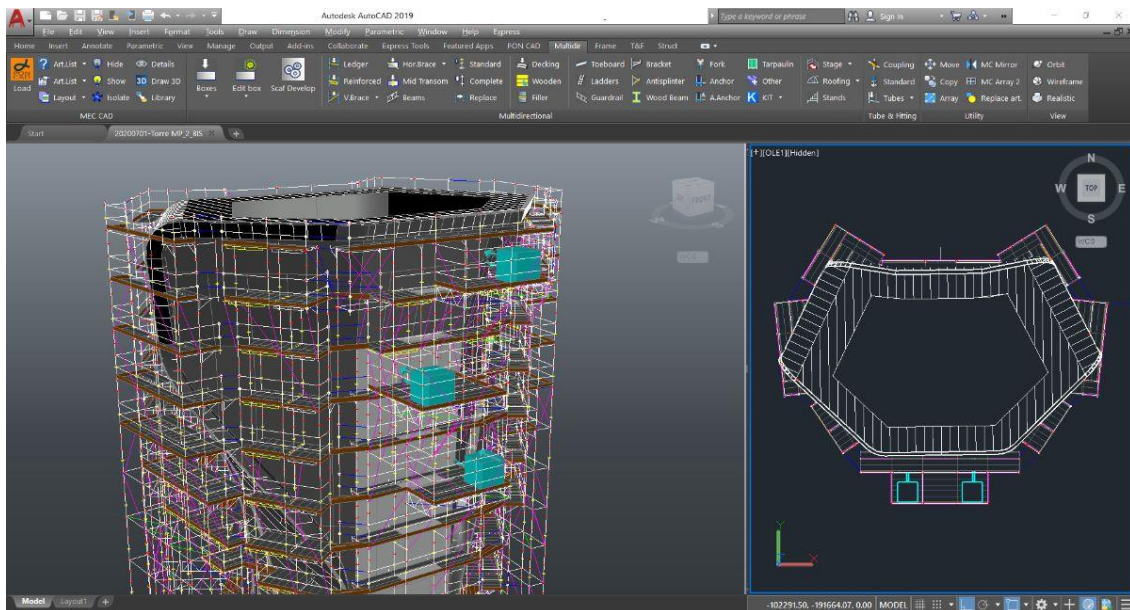 Autodesk AutoCAD 2019
Type a keyword or phrase
Sign In
File Edit View Insert Format Tools Draw Dimension Modify Parametric Window Help Express
Home Insert Annotate Parametric View Manage Output Add-ins Collaborate Express Tools Featured Apps PON CAD Multidir Frame T&F Struct
Load Art.List Hide Details Boxes Edit box Scaf Develop Ledger Hor.Brace Standard Decking Toeboard Bracket Fork Tarpaulin Stage Coupling Move MC Mirror Orbit
Art.List Show 3D Draw 3D Reinforced Mid Transom Complete Wooden Ladders Antisplinter Anchor Other Roofing Standard Copy MC Array 2 Wireframe
Layout Isolate Library V.Brace Beams Replace Filler Guardrail Wood Beam A.Anchor KIT Stands Tubes Array Replace art. Realistic
MEC CAD Multidirectional Tube & Fitting Utility View
Start 20200701-Torre MP_2_BIS
[+][OLE1][Hidden]
N
W TOP E
S
WCS
FRONT
WCS
Y
X
Model Layout1
-102291.50, -191664.07, 0.00 MODEL